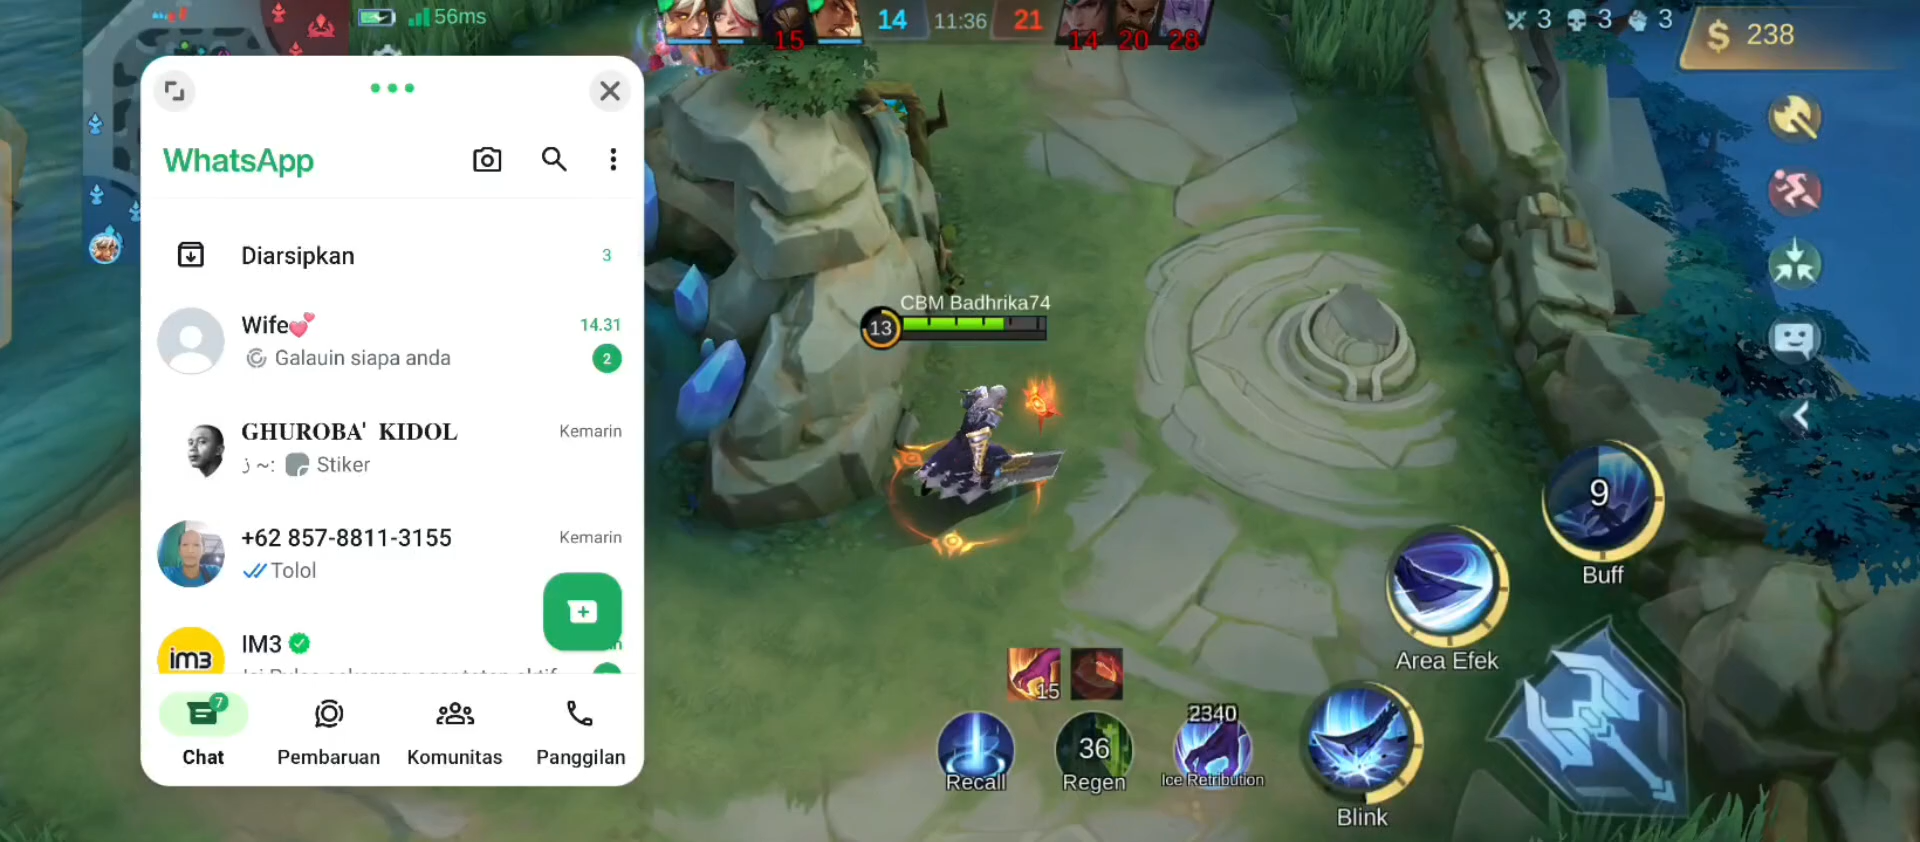 56ms
15
14
11:36
21
14
20
28
3
3
3
$ 238
WhatsApp
Diarsipkan
3
Wife💕
14.31
Galauin siapa anda
2
GHUROBA' KIDOL
Kemarin
ز ~: Stiker
+62 857-8811-3155
Kemarin
Tolol
IM3
im3
7
Chat
Pembaruan
Komunitas
Panggilan
CBM Badhrika74
13
9
Buff
Area Efek
15
2340
36
Recall
Regen
Ice Retribution
Blink